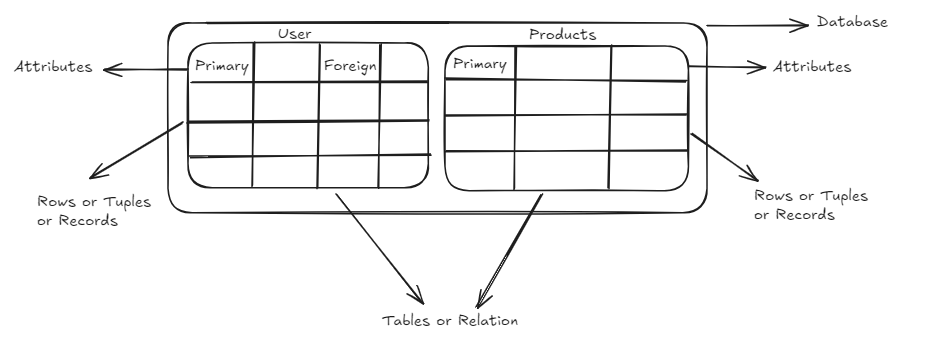 Database
User
Products
Attributes
Primary
Foreign
Primary
Attributes
Rows or Tuples
or Records
Rows or Tuples
or Records
Tables or Relation